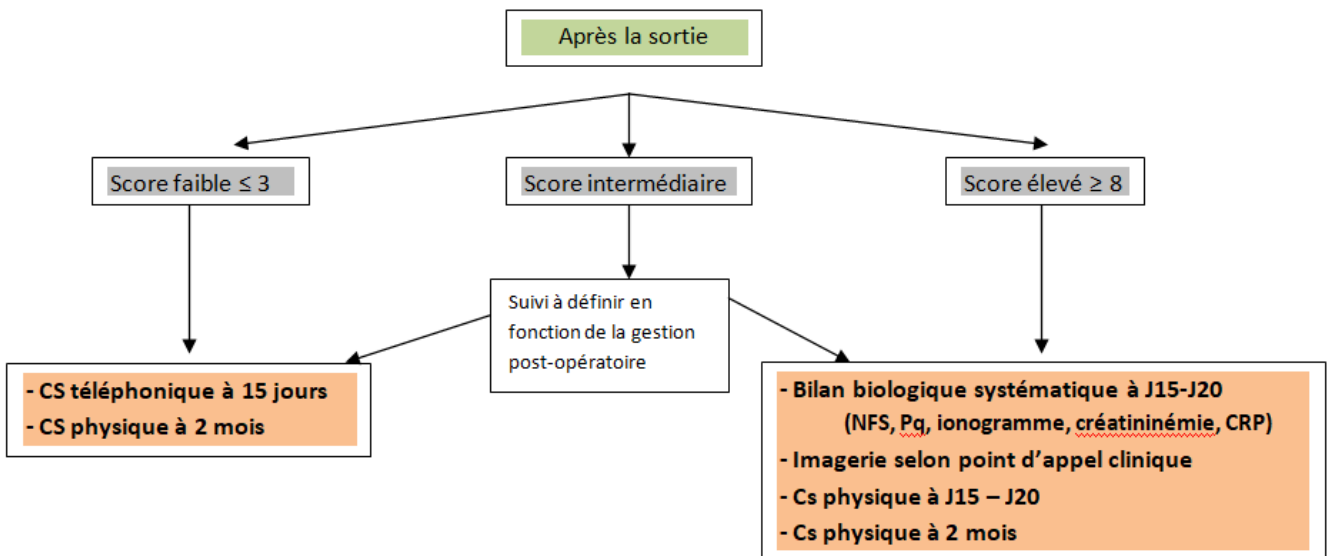 Après la sortie
Score faible ≤ 3
Score intermédiaire
Score élevé ≥ 8
Suivi à définir en
fonction de la gestion
post-opératoire
- CS téléphonique à 15 jours
- CS physique à 2 mois
- Bilan biologique systématique à J15-J20
(NFS, Pq, ionogramme, créatininémie, CRP)
- Imagerie selon point d'appel clinique
- Cs physique à J15 – J20
- Cs physique à 2 mois